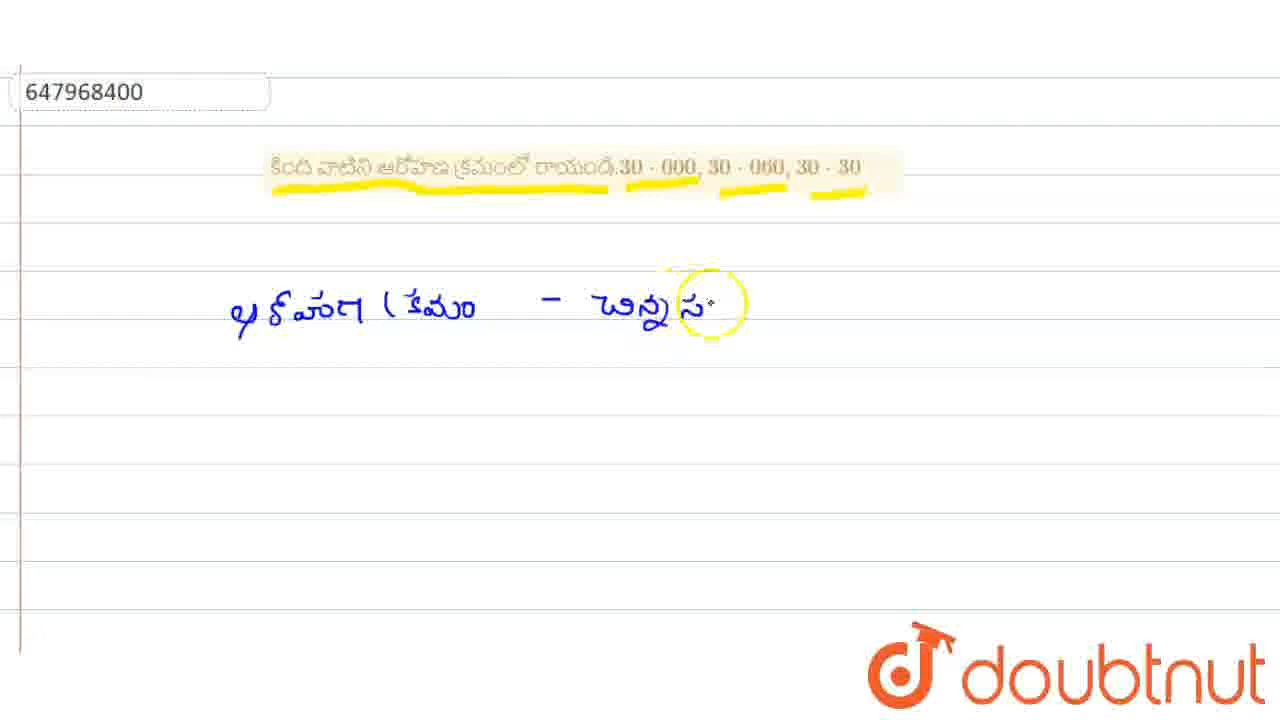 647968400
కింది వాటిని ఆరోహణ క్రమంలో రాయండి.30 · 000, 30 · 060, 30 · 30
ఆరోహణ క్రమం – చిన్న స
doubtnut